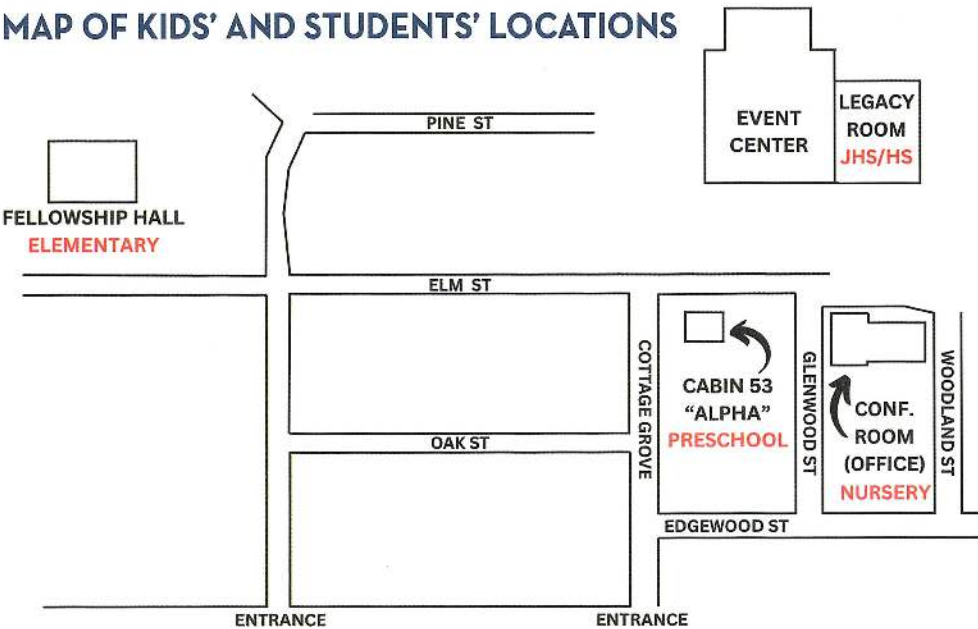 MAP OF KIDS' AND STUDENTS' LOCATIONS
PINE ST
EVENT
CENTER
LEGACY
ROOM
JHS/HS
FELLOWSHIP HALL
ELEMENTARY
ELM ST
COTTAGE GROVE
CABIN 53
“ALPHA”
PRESCHOOL
GLENWOOD ST
CONF.
ROOM
(OFFICE)
NURSERY
WOODLAND ST
OAK ST
EDGEWOOD ST
ENTRANCE
ENTRANCE